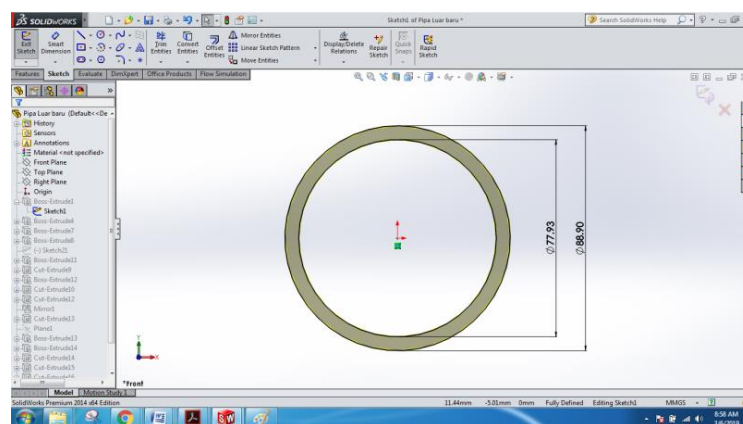 SOLIDWORKS
Sketch1 of Pipa Luar baru *
Search SolidWorks Help
Exit Sketch
Smart Dimension
Trim Entities
Convert Entities
Offset Entities
Mirror Entities
Linear Sketch Pattern
Move Entities
Display/Delete Relations
Repair Sketch
Quick Snaps
Rapid Sketch
Features Sketch Evaluate DimXpert Office Products Flow Simulation
Pipa Luar baru (Default<<De
History
Sensors
Annotations
Material <not specified>
Front Plane
Top Plane
Right Plane
Origin
Boss-Extrude1
Sketch1
Boss-Extrude4
Boss-Extrude7
Boss-Extrude8
(-) Sketch21
Boss-Extrude11
Cut-Extrude9
Boss-Extrude12
Cut-Extrude10
Cut-Extrude12
Mirror1
Cut-Extrude13
Plane1
Boss-Extrude13
Boss-Extrude14
Cut-Extrude14
Cut-Extrude15
Cut-Extrude16
∅77.93
∅88.90
Y
X
*Front
Model Motion Study 1
SolidWorks Premium 2014 x64 Edition
11.44mm -5.01mm 0mm Fully Defined Editing Sketch1 MMGS
8:58 AM